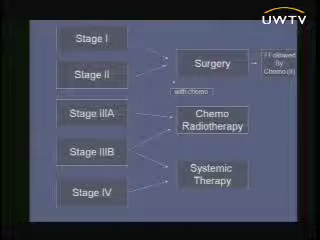 UWTV
Stage I
Stage II
Surgery
Followed
By
Chemo (II)
with chemo
Stage IIIA
Chemo
Radiotherapy
Stage IIIB
Systemic
Therapy
Stage IV